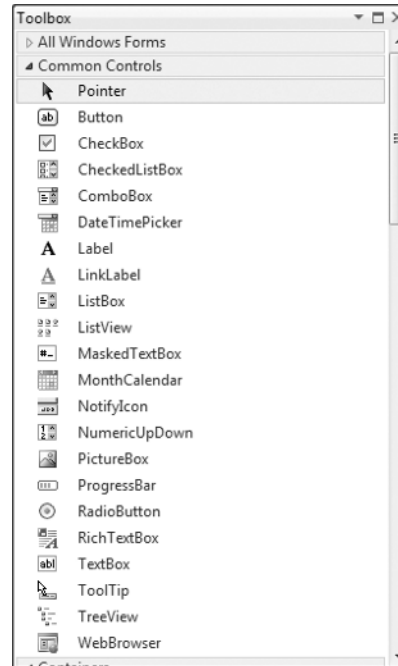 Toolbox
All Windows Forms
Common Controls
Pointer
Button
CheckBox
CheckedListBox
ComboBox
DateTimePicker
Label
LinkLabel
ListBox
ListView
MaskedTextBox
MonthCalendar
NotifyIcon
NumericUpDown
PictureBox
ProgressBar
RadioButton
RichTextBox
TextBox
ToolTip
TreeView
WebBrowser
Containers